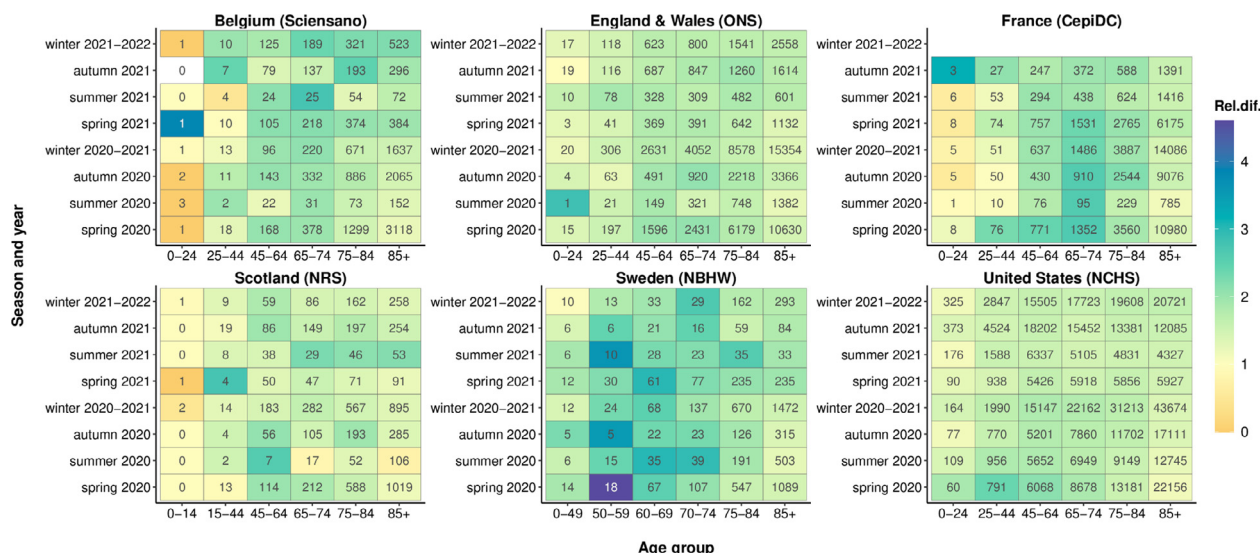 Belgium (Sciensano) England & Wales (ONS) France (CepiDC)
winter 2021−2022 1 10 125 189 321 523 winter 2021−2022 17 118 623 800 1541 2558 winter 2021−2022
autumn 2021 0 7 79 137 193 296 autumn 2021 19 116 687 847 1260 1614 autumn 2021 3 27 247 372 588 1391
summer 2021 0 4 24 25 54 72 summer 2021 10 78 328 309 482 601 summer 2021 6 53 294 438 624 1416
spring 2021 1 10 105 218 374 384 spring 2021 3 41 369 391 642 1132 spring 2021 8 74 757 1531 2765 6175
winter 2020−2021 1 13 96 220 671 1637 winter 2020−2021 20 306 2631 4052 8578 15354 winter 2020−2021 5 51 637 1486 3887 14086
autumn 2020 2 11 143 332 886 2065 autumn 2020 4 63 491 920 2218 3366 autumn 2020 5 50 430 910 2544 9076
summer 2020 3 2 22 31 73 152 summer 2020 1 21 149 321 748 1382 summer 2020 1 10 76 95 229 785
spring 2020 1 18 168 378 1299 3118 spring 2020 15 197 1596 2431 6179 10630 spring 2020 8 76 771 1352 3560 10980
0−24 25−44 45−64 65−74 75−84 85+ 0−24 25−44 45−64 65−74 75−84 85+ 0−24 25−44 45−64 65−74 75−84 85+
Scotland (NRS) Sweden (NBHW) United States (NCHS)
winter 2021−2022 1 9 59 86 162 258 winter 2021−2022 10 13 33 29 162 293 winter 2021−2022 325 2847 15505 17723 19608 20721
autumn 2021 0 19 86 149 197 254 autumn 2021 6 6 21 16 59 84 autumn 2021 373 4524 18202 15452 13381 12085
summer 2021 0 8 38 29 46 53 summer 2021 6 10 28 23 35 33 summer 2021 176 1588 6337 5105 4831 4327
spring 2021 1 4 50 47 71 91 spring 2021 12 30 61 77 235 235 spring 2021 90 938 5426 5918 5856 5927
winter 2020−2021 2 14 183 282 567 895 winter 2020−2021 12 24 68 137 670 1472 winter 2020−2021 164 1990 15147 22162 31213 43674
autumn 2020 0 4 56 105 193 285 autumn 2020 5 5 22 23 126 315 autumn 2020 77 770 5201 7860 11702 17111
summer 2020 0 2 7 17 52 106 summer 2020 6 15 35 39 191 503 summer 2020 109 956 5652 6949 9149 12745
spring 2020 0 13 114 212 588 1019 spring 2020 14 18 67 107 547 1089 spring 2020 60 791 6068 8678 13181 22156
0−14 15−44 45−64 65−74 75−84 85+ 0−49 50−59 60−69 70−74 75−84 85+ 0−24 25−44 45−64 65−74 75−84 85+
Season and year
Age group
Rel.dif.
4
3
2
1
0